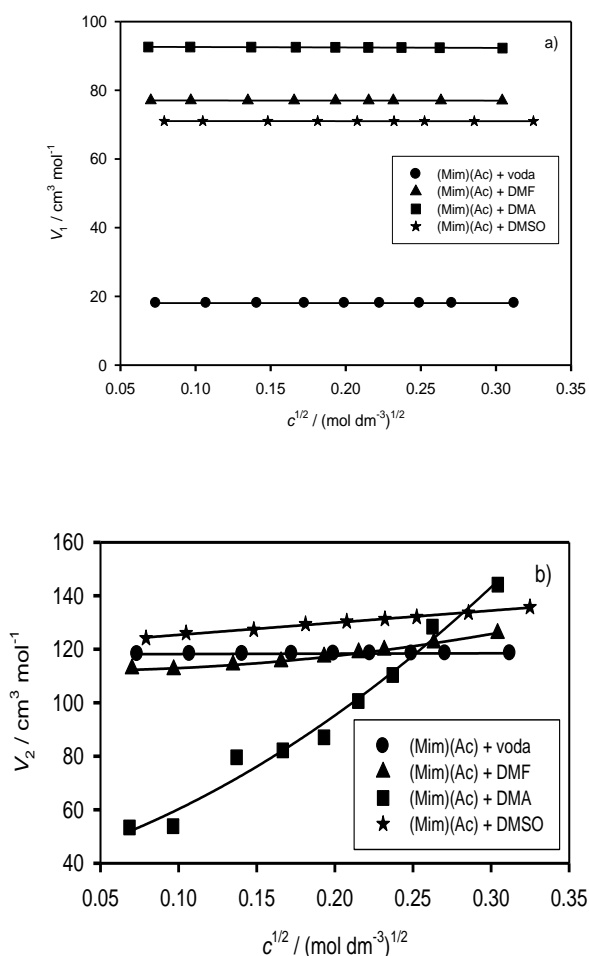 a)
V₁ / cm³ mol⁻¹
100
80
60
40
20
0
(Mim)(Ac) + voda
(Mim)(Ac) + DMF
(Mim)(Ac) + DMA
(Mim)(Ac) + DMSO
0.05 0.10 0.15 0.20 0.25 0.30 0.35
c¹/² / (mol dm⁻³)¹/²
b)
V₂ / cm³ mol⁻¹
160
140
120
100
80
60
40
(Mim)(Ac) + voda
(Mim)(Ac) + DMF
(Mim)(Ac) + DMA
(Mim)(Ac) + DMSO
0.05 0.10 0.15 0.20 0.25 0.30 0.35
c¹/² / (mol dm⁻³)¹/²